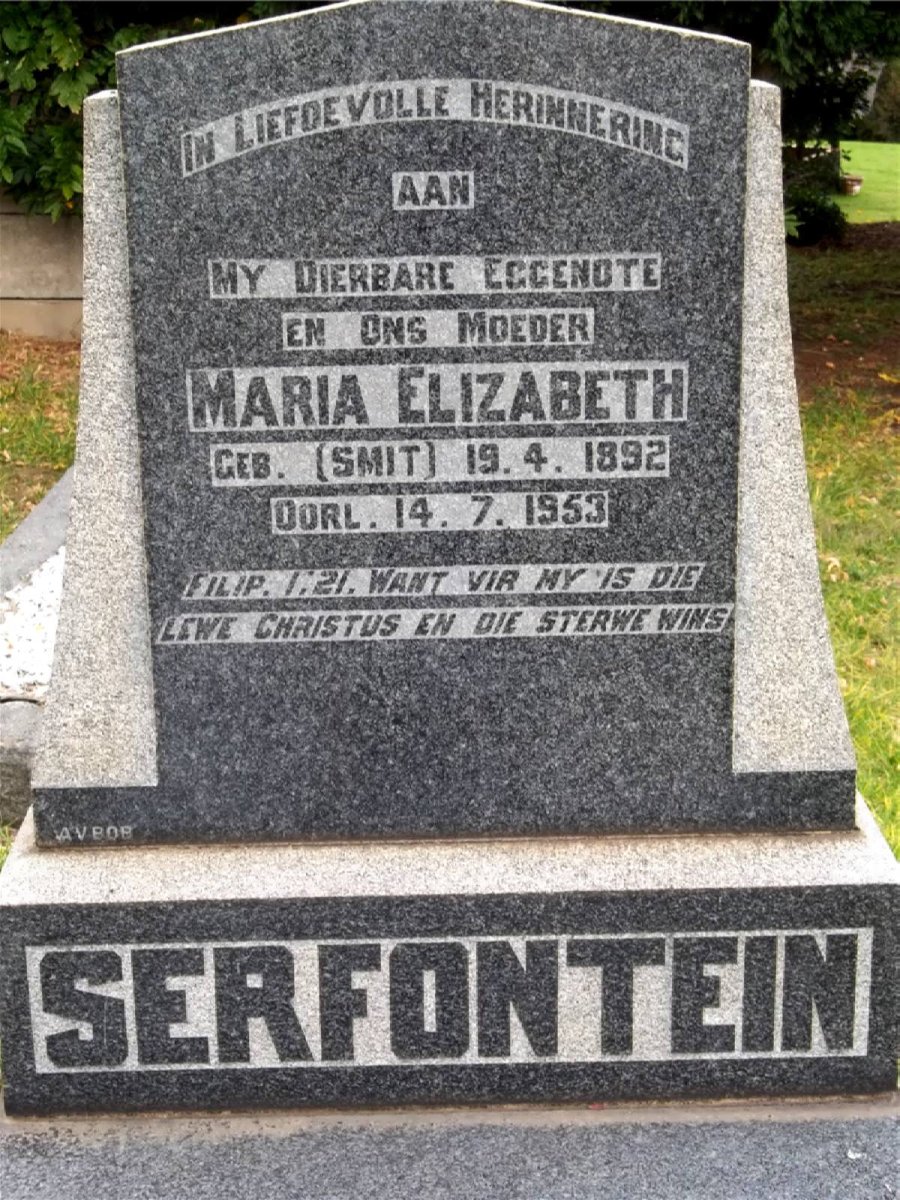 IN LIEFDEVOLLE HERINNERING
AAN
MY DIERBARE EGGENOTE
EN ONS MOEDER
MARIA ELIZABETH
GEB. (SMIT) 19. 4. 1892
OORL. 14. 7. 1953
FILIP. 1:21. WANT VIR MY IS DIE
LEWE CHRISTUS EN DIE STERWE WINS
AVBOB
SERFONTEIN